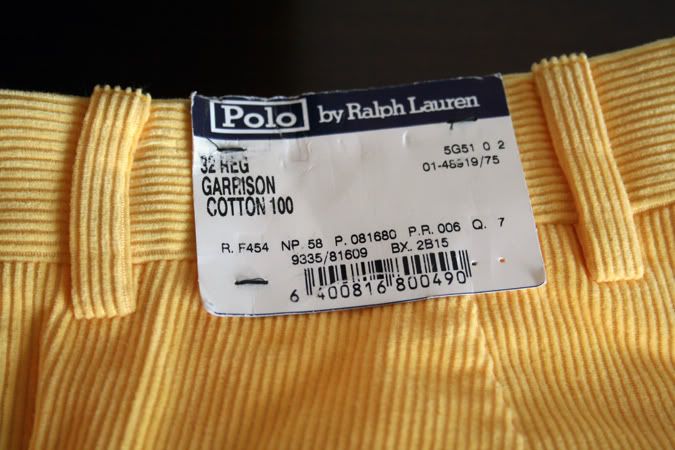 Polo by Ralph Lauren
32 REG
GARRISON
COTTON 100
5G51 0 2
01-48919/75
R. F454 NP. 58 P. 081680 P.R. 006 Q. 7
9335/81609 BX. 2B15
6 400816 800490